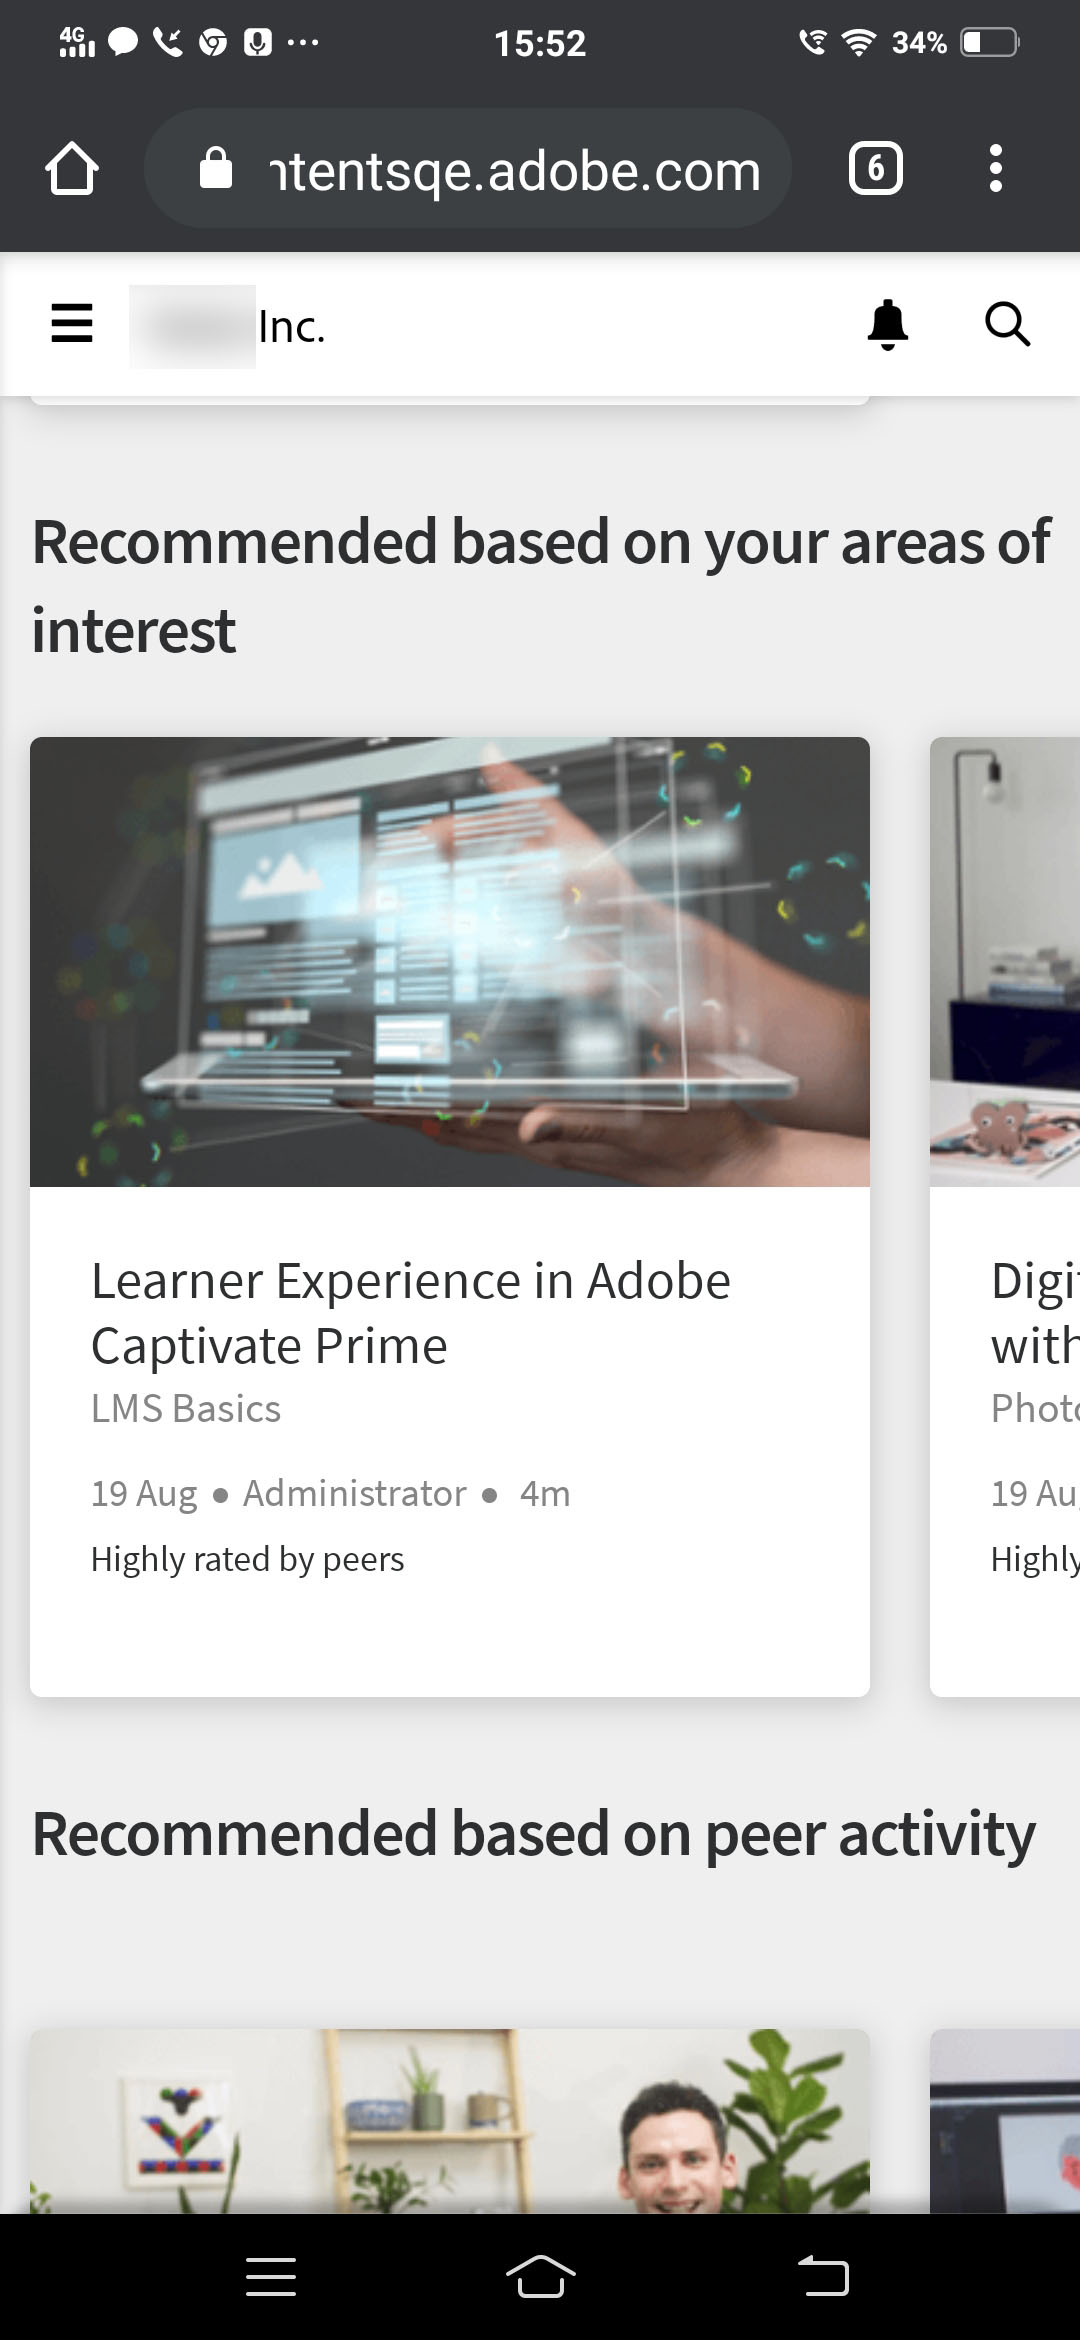 4G 15:52 34%
ntentsqe.adobe.com 6
Inc.
Recommended based on your areas of
interest
Learner Experience in Adobe
Captivate Prime
LMS Basics
19 Aug ● Administrator ● 4m
Highly rated by peers
Digi
with
Photo
19 Au
Highly
Recommended based on peer activity